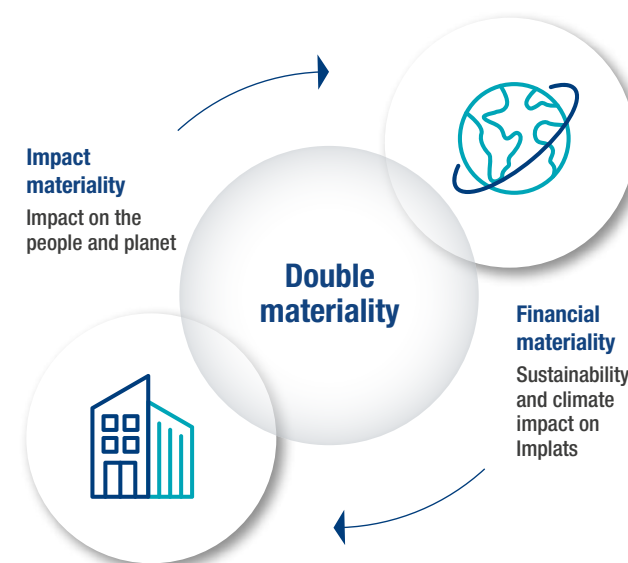 Impact
materiality
Impact on the
people and planet
Double
materiality
Financial
materiality
Sustainability
and climate
impact on
Implats